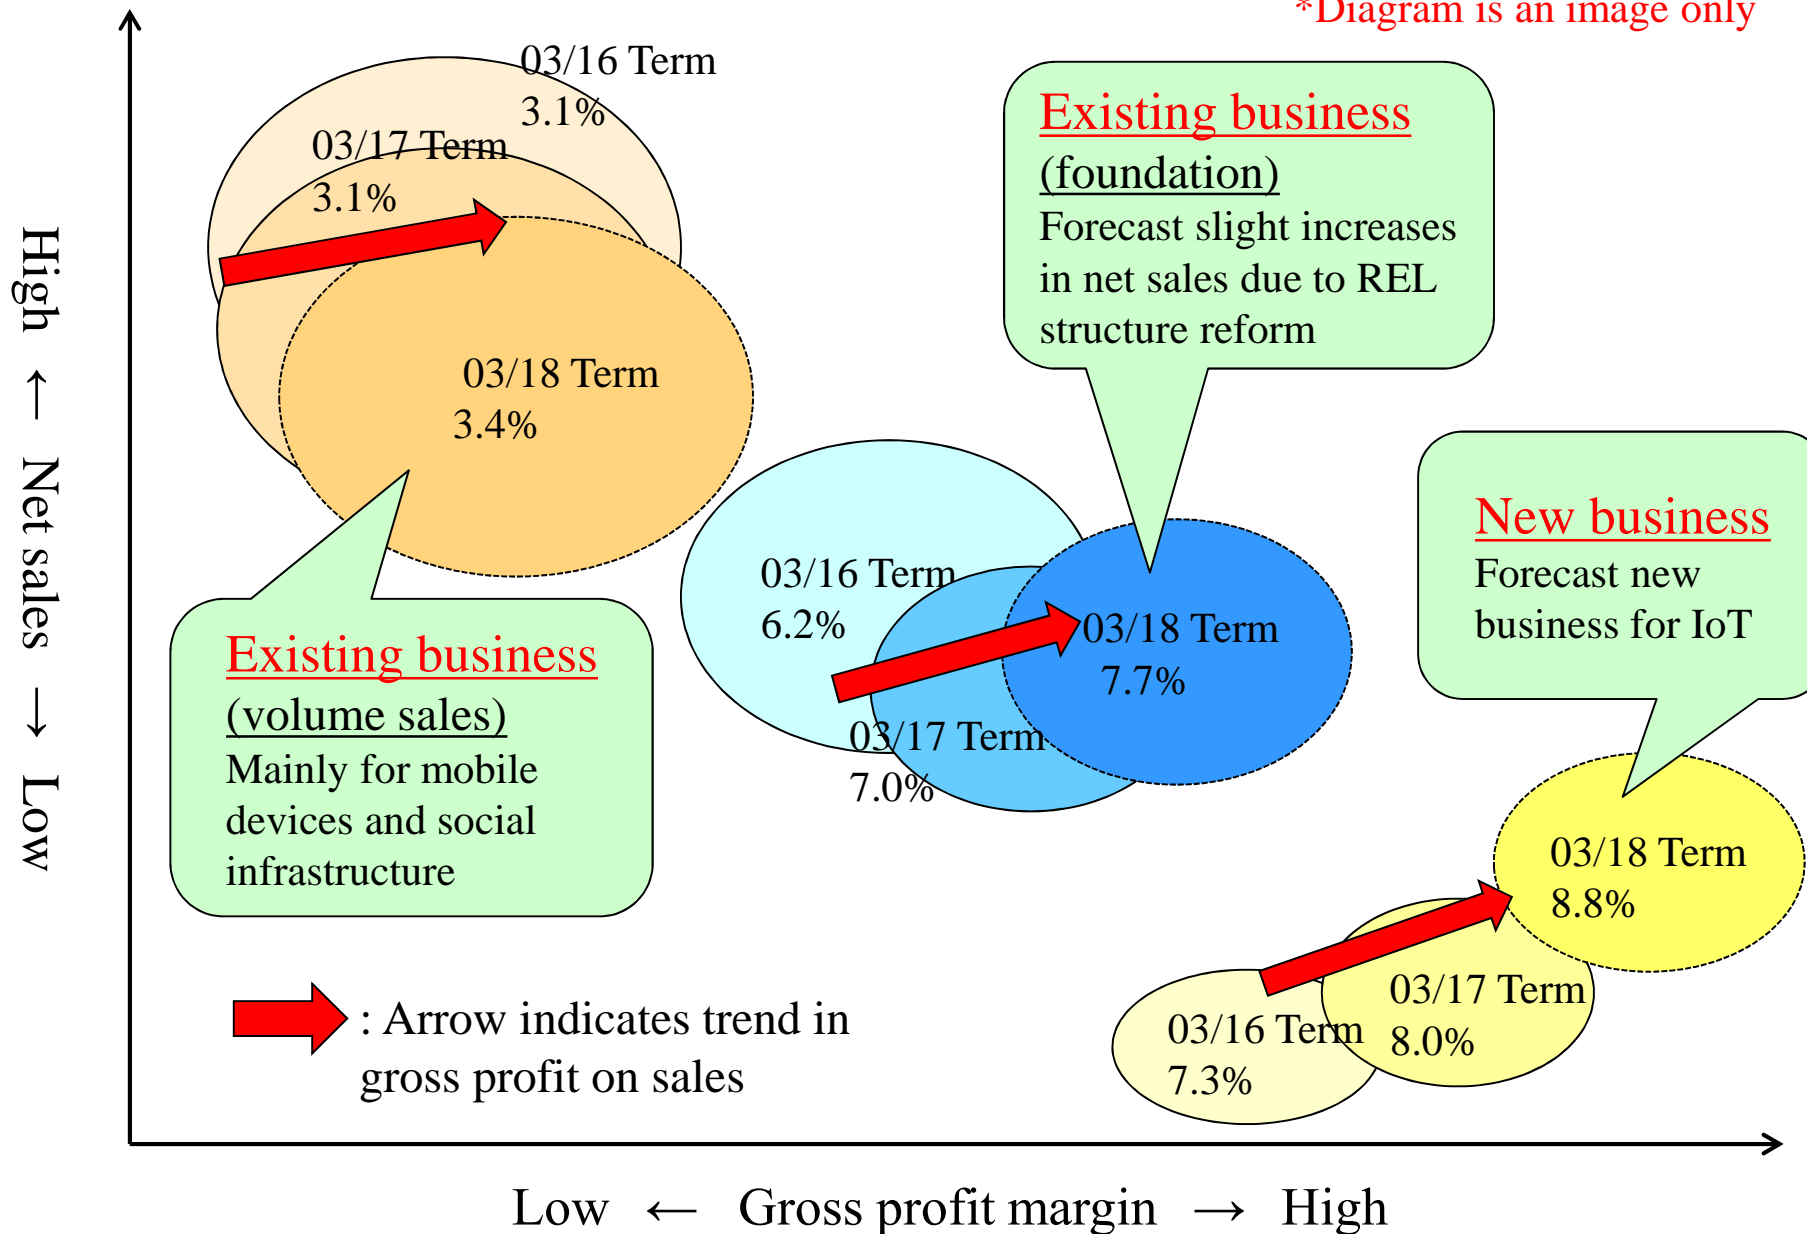 *Diagram is an image only
03/16 Term
3.1%
03/17 Term
3.1%
03/18 Term
3.4%
Existing business
(foundation)
Forecast slight increases
in net sales due to REL
structure reform
High ← Net sales → Low
New business
Forecast new
business for IoT
03/16 Term
6.2%
03/18 Term
7.7%
03/17 Term
7.0%
Existing business
(volume sales)
Mainly for mobile
devices and social
infrastructure
03/18 Term
8.8%
03/17 Term
8.0%
03/16 Term
7.3%
: Arrow indicates trend in
gross profit on sales
Low ← Gross profit margin → High